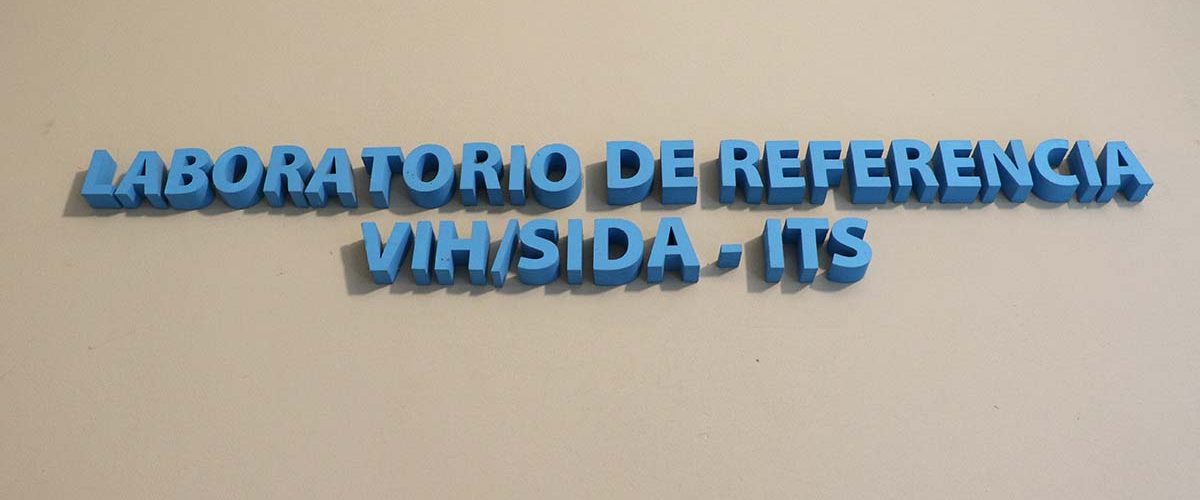 LABORATORIO DE REFERENCIA
VIH/SIDA - ITS